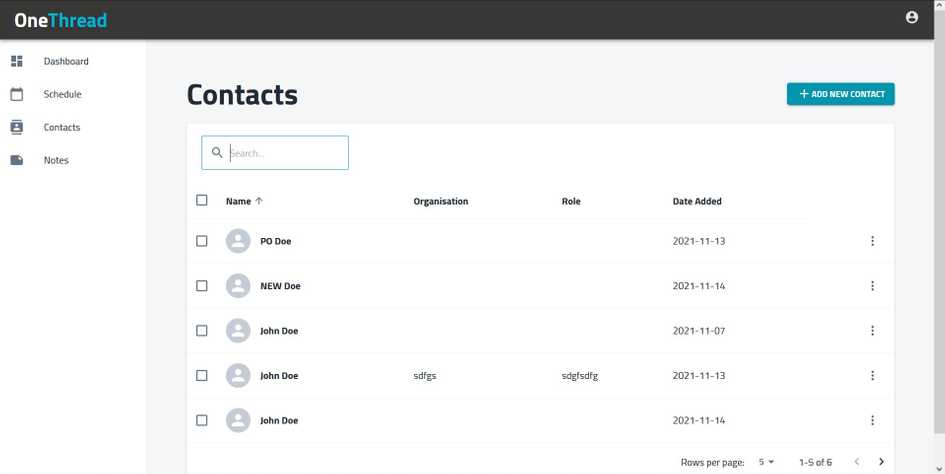 OneThread
Dashboard
Schedule
Contacts
Notes
Contacts
ADD NEW CONTACT
Search...
Name Organisation Role Date Added
PO Doe 2021-11-13
NEW Doe 2021-11-14
John Doe 2021-11-07
John Doe sdfgs sdgfsdfg 2021-11-13
John Doe 2021-11-14
Rows per page: 5 1-5 of 6